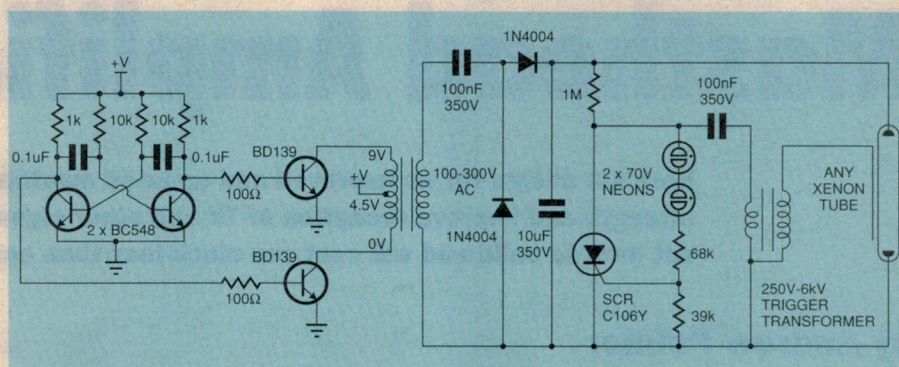 +V
1k
10k
10k
1k
0.1uF
0.1uF
2 x BC548
100Ω
BD139
100Ω
BD139
9V
+V
4.5V
0V
100nF
350V
1N4004
100-300V
AC
1N4004
10uF
350V
1M
2 x 70V
NEONS
SCR
C106Y
68k
39k
100nF
350V
250V-6kV
TRIGGER
TRANSFORMER
ANY
XENON
TUBE